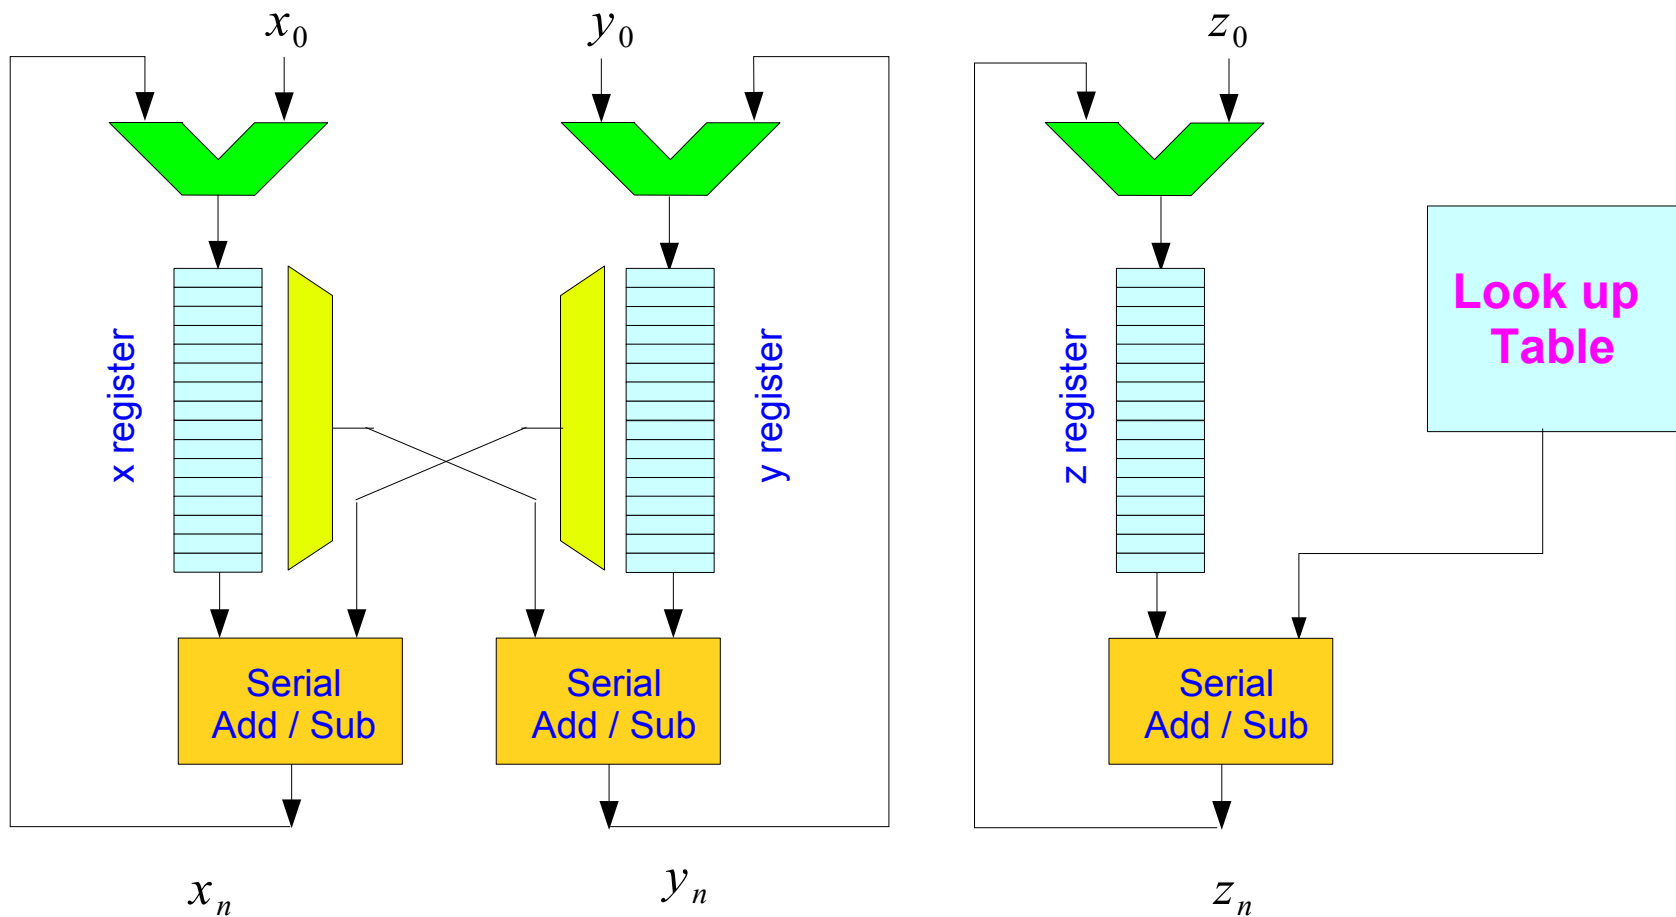 x₀
y₀
z₀
x register
y register
z register
Look up
Table
Serial
Add / Sub
Serial
Add / Sub
Serial
Add / Sub
xₙ
yₙ
zₙ